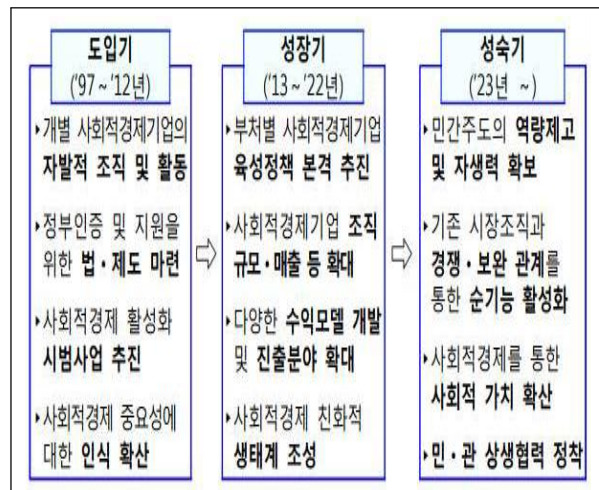 도입기
('97 ~ '12년)
▸개별 사회적경제기업의
자발적 조직 및 활동
▸정부인증 및 지원을
위한 법·제도 마련
▸사회적경제 활성화
시범사업 추진
▸사회적경제 중요성에
대한 인식 확산
⇨
성장기
('13 ~ '22년)
▸부처별 사회적경제기업
육성정책 본격 추진
▸사회적경제기업 조직
규모·매출 등 확대
▸다양한 수익모델 개발
및 진출분야 확대
▸사회적경제 친화적
생태계 조성
⇨
성숙기
('23년 ~)
▸민간주도의 역량제고
및 자생력 확보
▸기존 시장조직과
경쟁·보완 관계를
통한 순기능 활성화
▸사회적경제를 통한
사회적 가치 확산
▸민·관 상생협력 정착